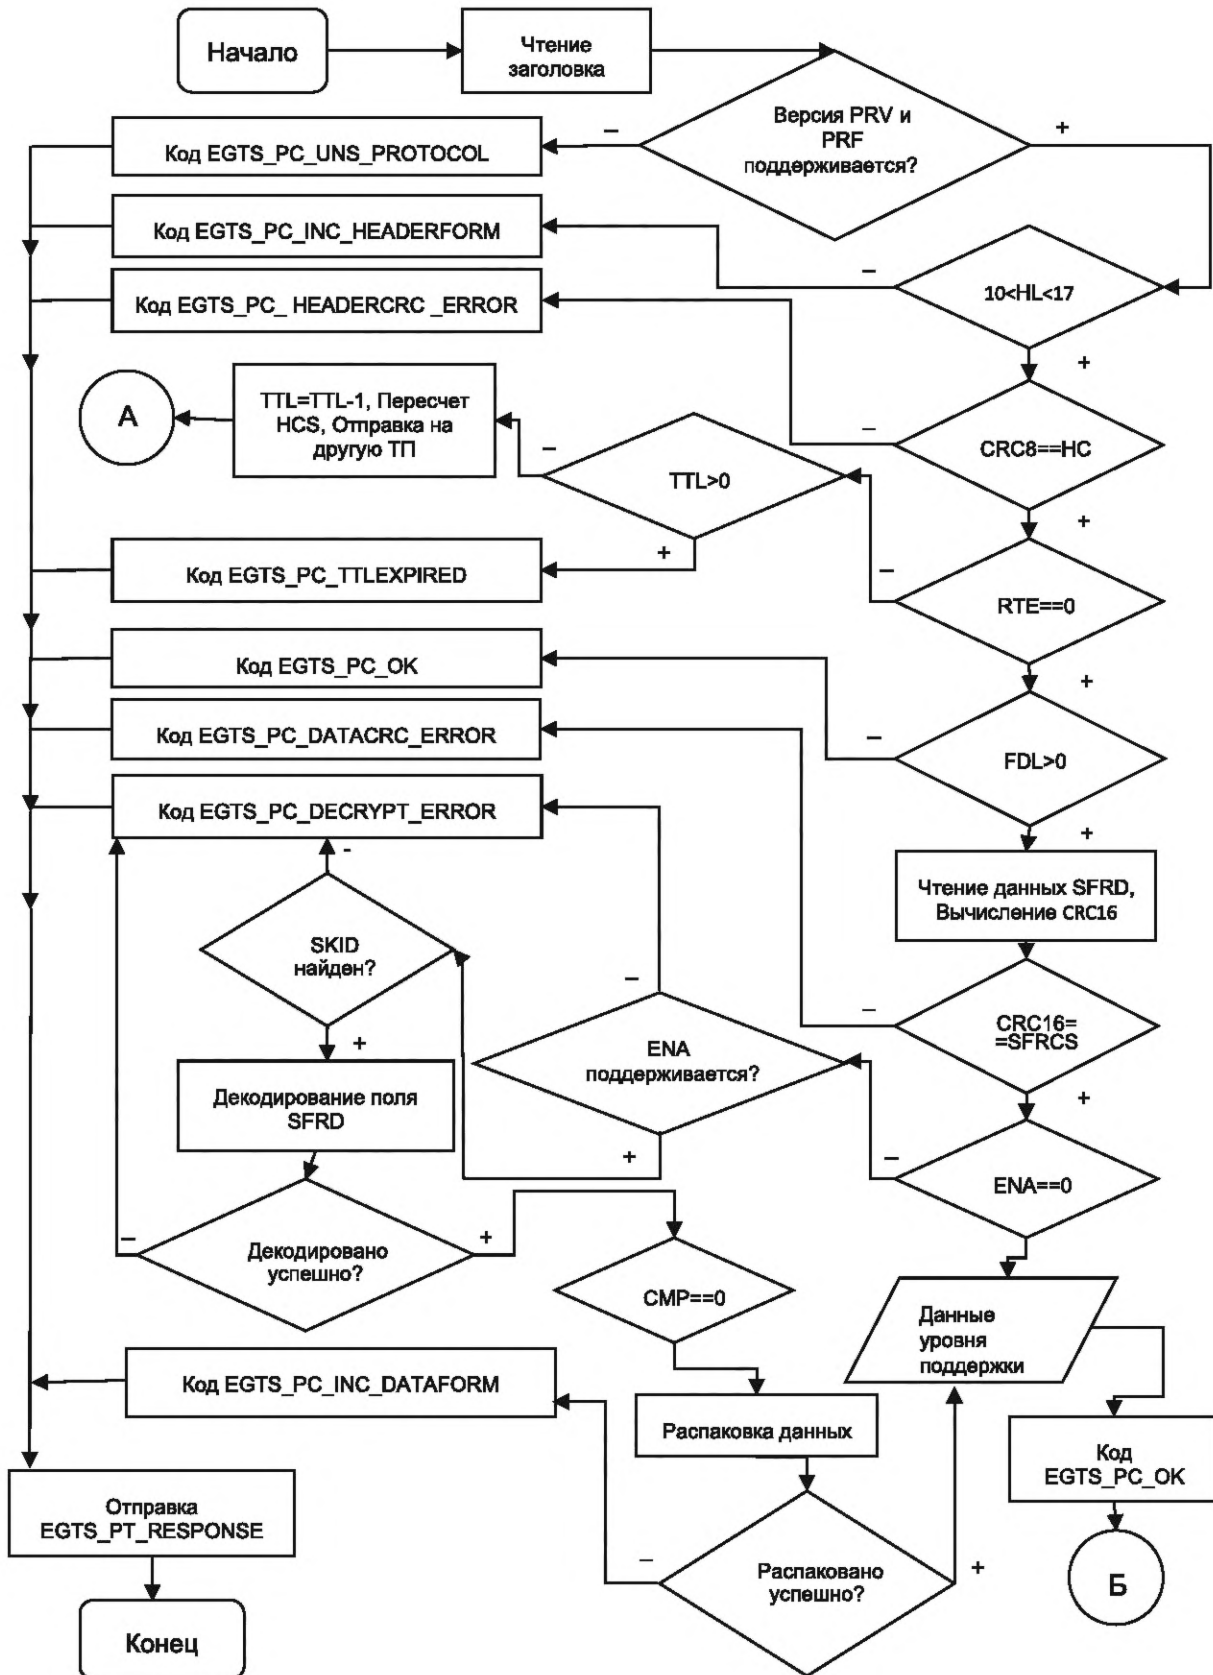 Начало
Чтение
заголовка
Версия PRV и
PRF
поддерживается?
–
+
Код EGTS_PC_UNS_PROTOCOL
Код EGTS_PC_INC_HEADERFORM
–
10<HL<17
Код EGTS_PC_ HEADERCRC _ERROR
+
А
TTL=TTL-1, Пересчет
HCS, Отправка на
другую ТП
–
TTL>0
–
CRC8==HC
+
+
Код EGTS_PC_TTLEXPIRED
–
RTE==0
Код EGTS_PC_OK
+
Код EGTS_PC_DATACRC_ERROR
–
FDL>0
Код EGTS_PC_DECRYPT_ERROR
+
-
Чтение данных SFRD,
Вычисление CRC16
SKID
найден?
–
–
CRC16=
=SFRCS
+
ENA
поддерживается?
+
Декодирование поля
SFRD
+
–
ENA==0
–
+
Декодировано
успешно?
CMP==0
Данные
уровня
поддержки
Код EGTS_PC_INC_DATAFORM
Распаковка данных
Код
EGTS_PC_OK
Отправка
EGTS_PT_RESPONSE
–
+
Распаковано
успешно?
Б
Конец